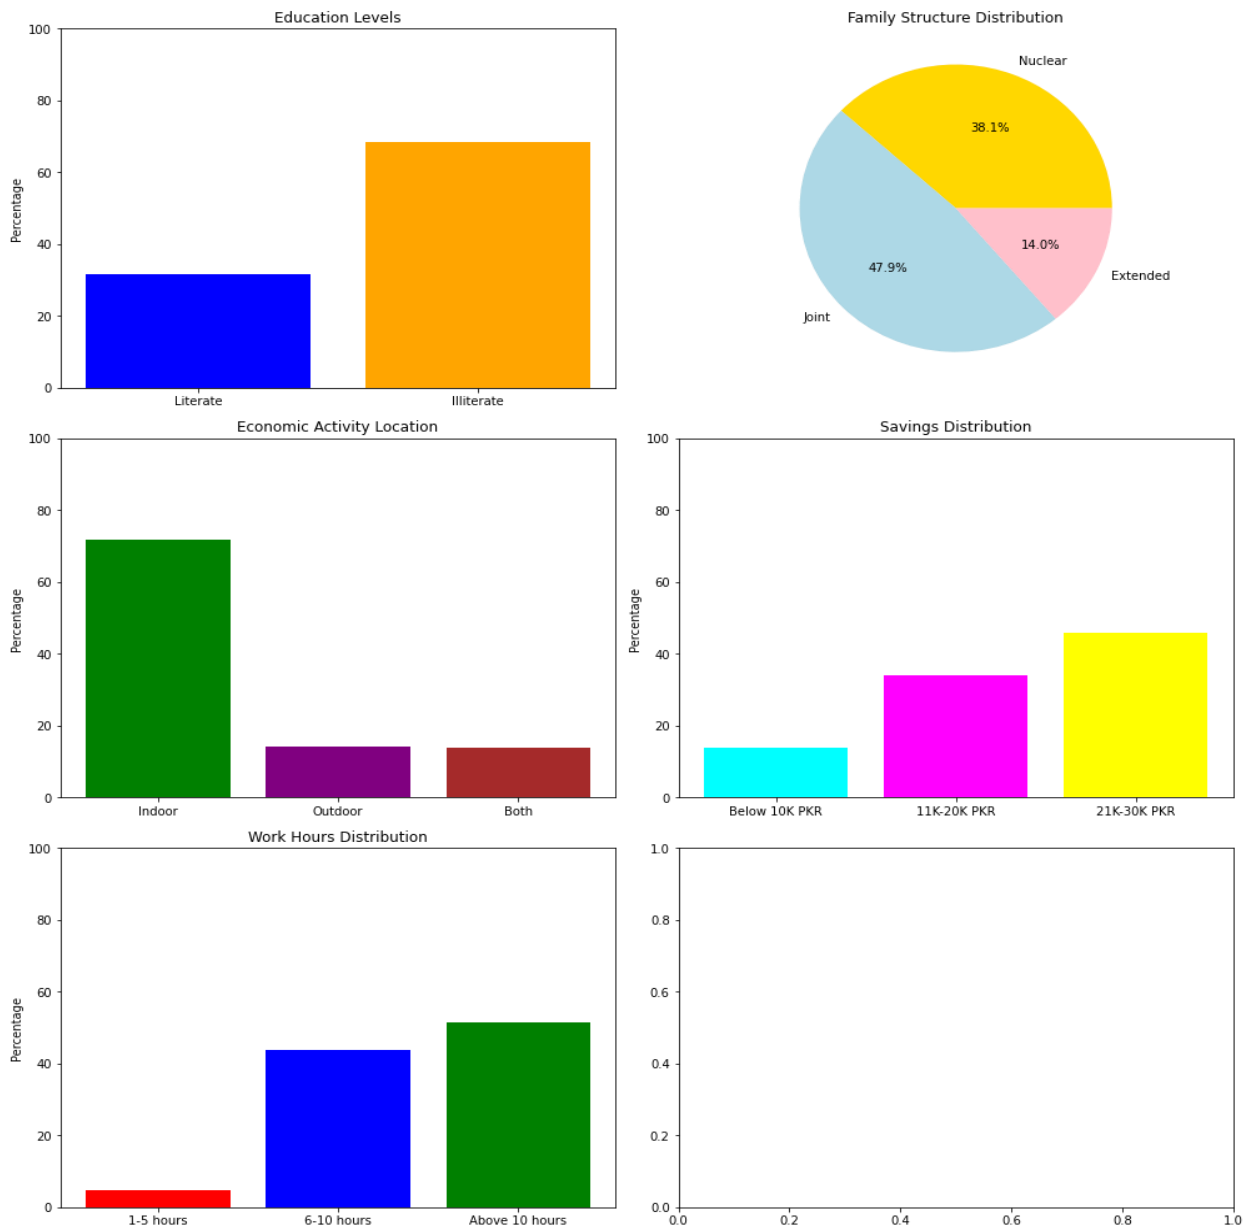 Education Levels
100
80
60
40
20
0
Percentage
Literate
Illiterate
Family Structure Distribution
Nuclear
38.1%
47.9%
14.0%
Joint
Extended
Economic Activity Location
100
80
60
40
20
0
Percentage
Indoor
Outdoor
Both
Savings Distribution
100
80
60
40
20
0
Percentage
Below 10K PKR
11K-20K PKR
21K-30K PKR
Work Hours Distribution
100
80
60
40
20
0
Percentage
1-5 hours
6-10 hours
Above 10 hours
1.0
0.8
0.6
0.4
0.2
0.0
0.0
0.2
0.4
0.6
0.8
1.0